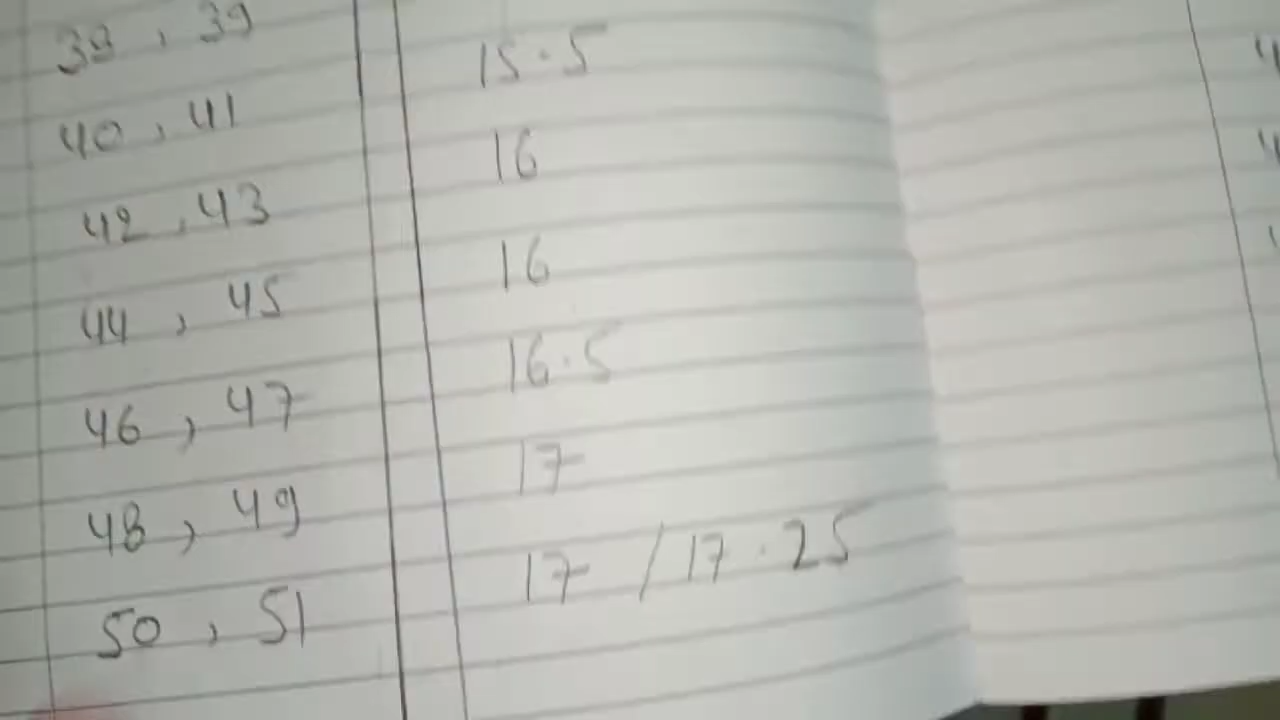 38 , 39
40 , 41 15.5
42 , 43 16
44 , 45 16
46 , 47 16.5
48 , 49 17
50 , 51 17 / 17.25